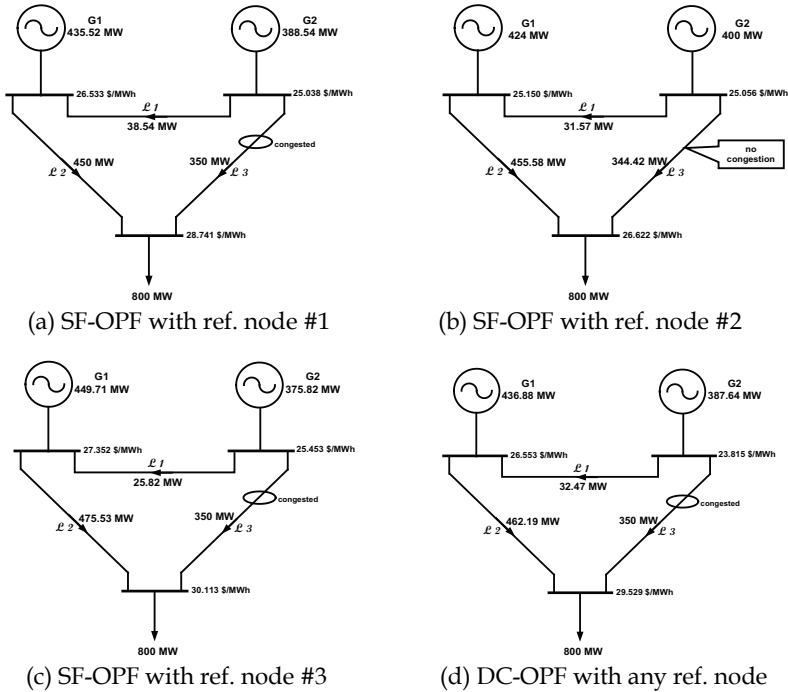 G1
435.52 MW
G2
388.54 MW
26.533 $/MWh
25.038 $/MWh
ℒ 1
38.54 MW
congested
450 MW
ℒ 2
350 MW
ℒ 3
28.741 $/MWh
800 MW
(a) SF-OPF with ref. node #1
G1
424 MW
G2
400 MW
25.150 $/MWh
25.056 $/MWh
ℒ 1
31.57 MW
no
congestion
455.58 MW
ℒ 2
344.42 MW
ℒ 3
26.622 $/MWh
800 MW
(b) SF-OPF with ref. node #2
G1
449.71 MW
G2
375.82 MW
27.352 $/MWh
25.453 $/MWh
ℒ 1
25.82 MW
congested
475.53 MW
ℒ 2
350 MW
ℒ 3
30.113 $/MWh
800 MW
(c) SF-OPF with ref. node #3
G1
436.88 MW
G2
387.64 MW
26.553 $/MWh
23.815 $/MWh
ℒ 1
32.47 MW
congested
462.19 MW
ℒ 2
350 MW
ℒ 3
29.529 $/MWh
800 MW
(d) DC-OPF with any ref. node